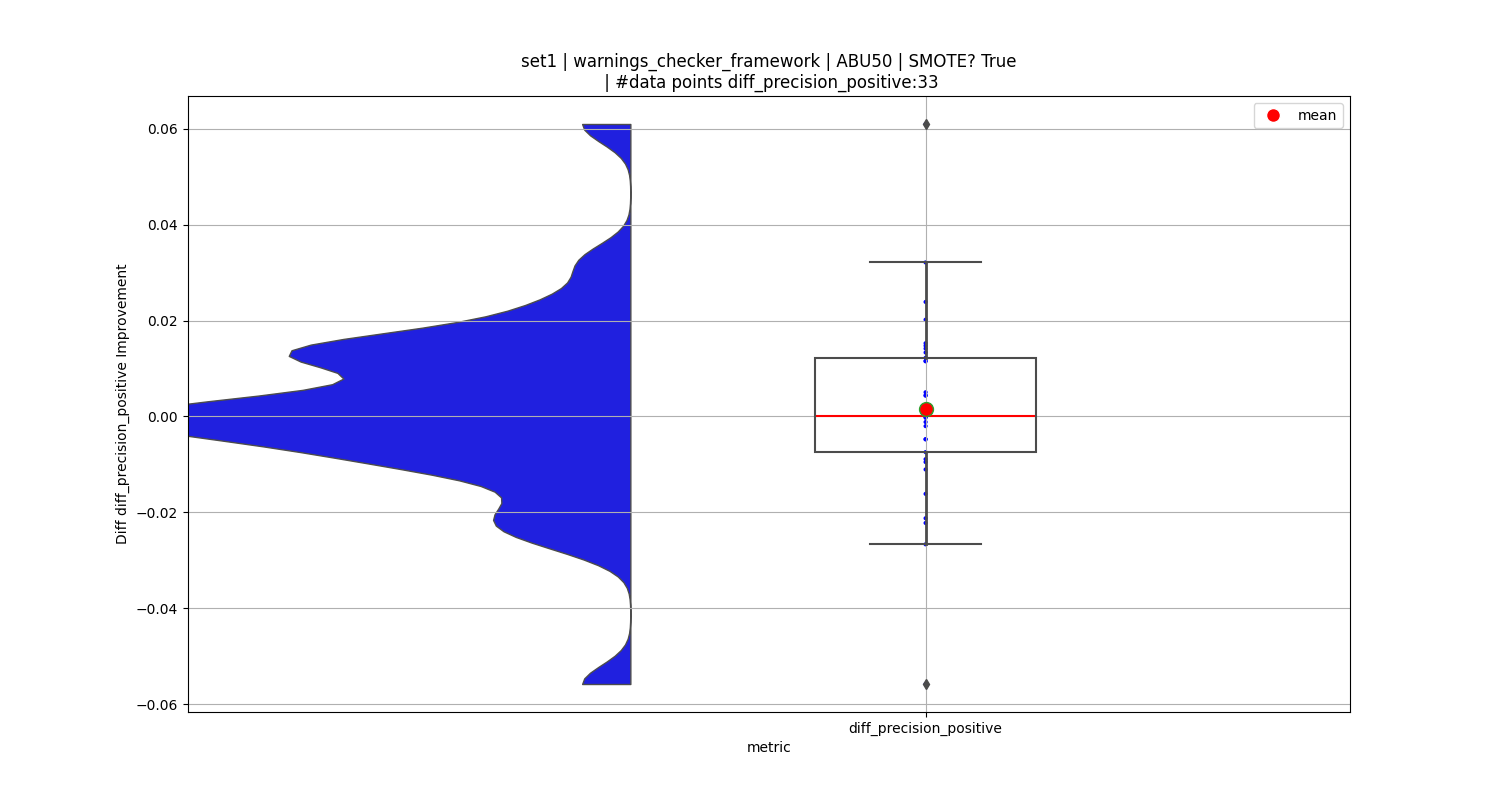 set1 | warnings_checker_framework | ABU50 | SMOTE? True
| #data points diff_precision_positive:33
mean
0.06
0.04
0.02
0.00
−0.02
−0.04
−0.06
Diff diff_precision_positive Improvement
diff_precision_positive
metric